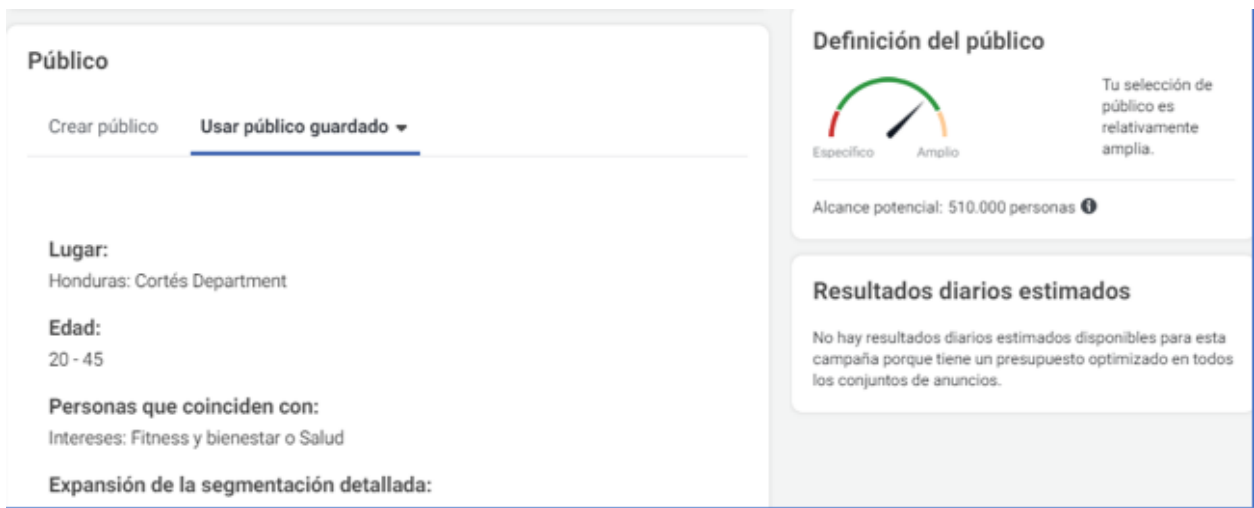 Público
Crear público
Usar público guardado
Lugar:
Honduras: Cortés Department
Edad:
20 - 45
Personas que coinciden con:
Intereses: Fitness y bienestar o Salud
Expansión de la segmentación detallada:
Definición del público
Específico
Amplio
Tu selección de
público es
relativamente
amplia.
Alcance potencial: 510.000 personas
Resultados diarios estimados
No hay resultados diarios estimados disponibles para esta
campaña porque tiene un presupuesto optimizado en todos
los conjuntos de anuncios.